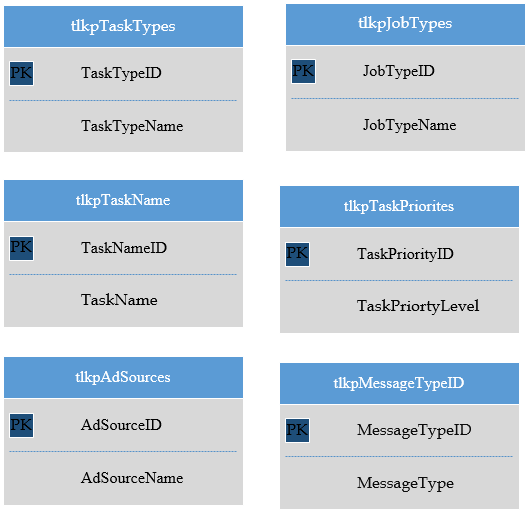 tlkpTaskTypes
PK TaskTypeID
TaskTypeName
tlkpJobTypes
PK JobTypeID
JobTypeName
tlkpTaskName
PK TaskNameID
TaskName
tlkpTaskPriorites
PK TaskPriorityID
TaskPriortyLevel
tlkpAdSources
PK AdSourceID
AdSourceName
tlkpMessageTypeID
PK MessageTypeID
MessageType